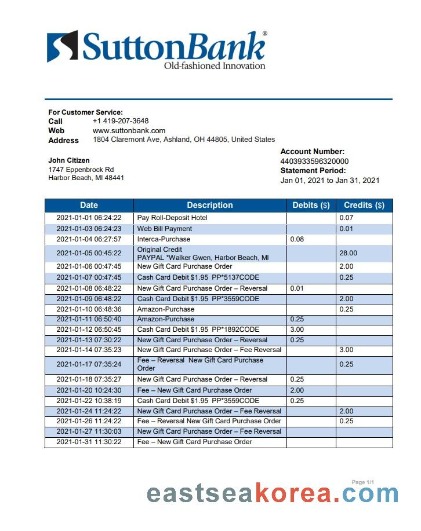 SuttonBank®
Old-fashioned Innovation
For Customer Service:
Call +1 419-207-3648
Web www.suttonbank.com
Address 1804 Claremont Ave, Ashland, OH 44805, United States
Account Number:
4403933596320000
John Citizen
1747 Eppenbrock Rd
Harbor Beach, MI 48441
Statement Period:
Jan 01, 2021 to Jan 31, 2021
Date Description Debits ($) Credits ($)
2021-01-01 06:24:22 Pay Roll-Deposit Hotel 0.07
2021-01-03 06:24:23 Web Bill Payment 0.01
2021-01-04 06:27:57 Interca-Purchase 0.08
2021-01-05 00:45:22 Original Credit
PAYPAL *Walker Gwen, Harbor Beach, MI 28.00
2021-01-06 00:47:45 New Gift Card Purchase Order 2.00
2021-01-07 00:47:45 Cash Card Debit $1.95 PP*5137CODE 0.25
2021-01-08 06:48:22 New Gift Card Purchase Order – Reversal 0.01
2021-01-09 06:48:22 Cash Card Debit $1.95 PP*3559CODE 2.00
2021-01-10 06:48:36 Amazon-Purchase 0.25
2021-01-11 06:50:40 Amazon-Purchase 0.25
2021-01-12 06:50:45 Cash Card Debit $1.95 PP*1892CODE 3.00
2021-01-13 07:30:22 New Gift Card Purchase Order – Reversal 0.25
2021-01-14 07:35:23 New Gift Card Purchase Order – Fee Reversal 3.00
2021-01-17 07:35:24 Fee – Reversal New Gift Card Purchase
Order 0.25
2021-01-18 07:35:27 New Gift Card Purchase Order – Reversal 0.25
2021-01-20 10:24:30 Fee – New Gift Card Purchase Order 2.00
2021-01-22 10:38:19 Cash Card Debit $1.95 PP*3559CODE 0.25
2021-01-24 11:24:22 New Gift Card Purchase Order – Fee Reversal 2.00
2021-01-26 11:24:22 Fee – Reversal New Gift Card Purchase Order 0.25
2021-01-27 11:30:03 New Gift Card Purchase Order – Fee Reversal
2021-01-31 11:30:22 Fee – New Gift Card Purchase Order
Page 1/1
eastseakorea.com